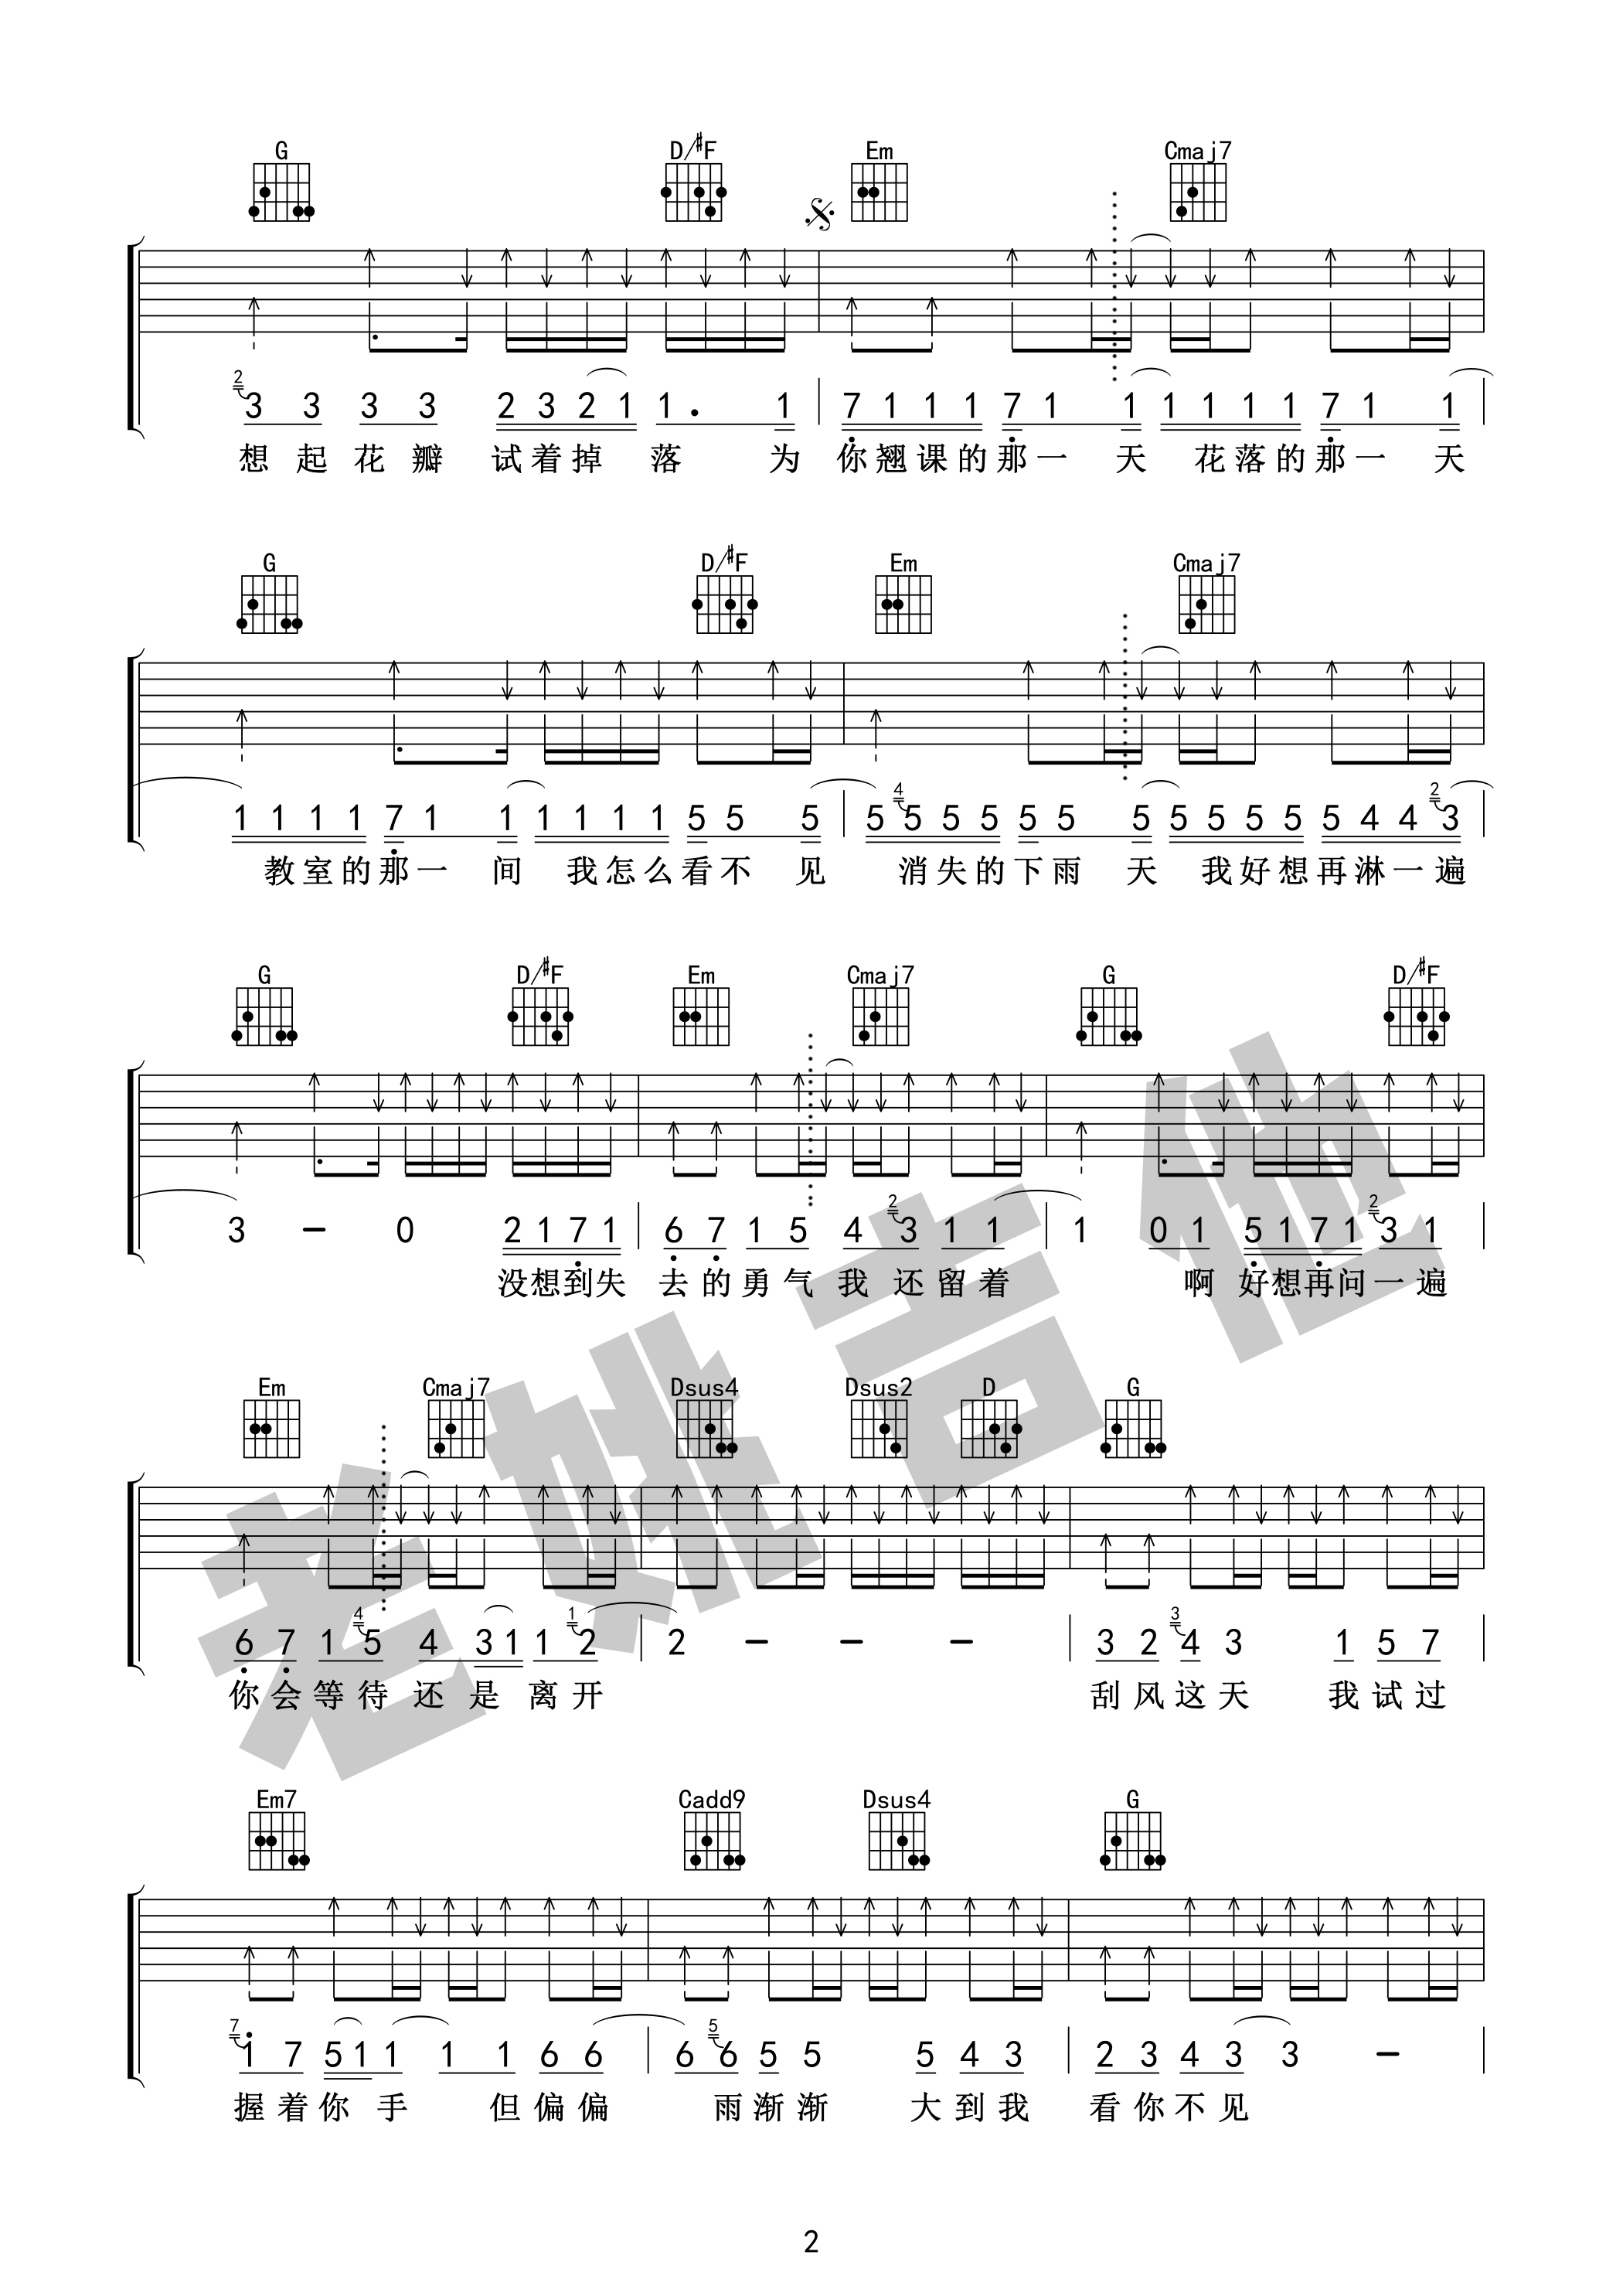 G D/#F Em Cmaj7
2 3 3 3 3 2 3 2 1 1. 1 7 1 1 1 7 1 1 1 1 1 1 7 1 1
想起花瓣 试着掉落 为你翘课的那一天 花落的那一天
G D/#F Em Cmaj7
1 1 1 1 7 1 1 1 1 1 1 5 5 5 5 4 5 5 5 5 5 5 5 5 5 5 5 4 4 2 3
教室的那一间 我怎么看不见 消失的下雨天 我好想再淋一遍
G D/#F Em Cmaj7 G D/#F
3 - 0 2 1 7 1 6 7 1 5 4 2 3 1 1 1 0 1 5 1 7 1 2 3 1
没想到失去的勇气我还留着 啊 好想再问一遍
Em Cmaj7 Dsus4 Dsus2 D G
6 7 1 4 5 4 3 1 1 1 2 2 - - - 3 2 3 4 3 1 5 7
你会等待还是离开 刮风这天 我试过
Em7 Cadd9 Dsus4 G
7 1 7 5 1 1 1 1 6 6 6 5 6 5 5 5 4 3 2 3 4 3 3 -
握着你手 但偏偏 雨渐渐 大到我 看你不见
老姚吉他
2